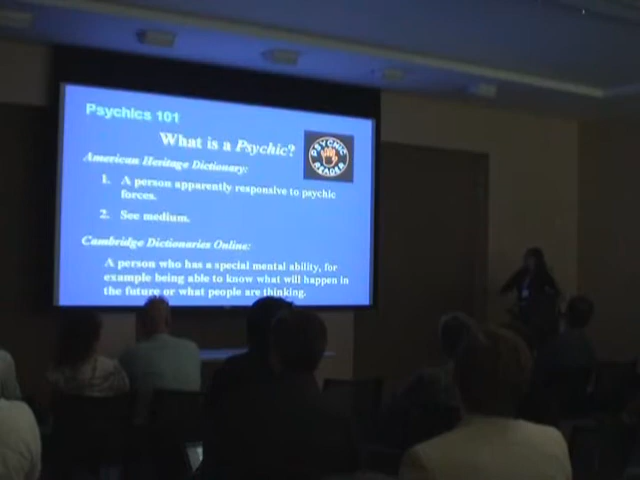 Psychics 101
What is a Psychic?
PSYCHIC
READER
American Heritage Dictionary:
1. A person apparently responsive to psychic
forces.
2. See medium.
Cambridge Dictionaries Online:
A person who has a special mental ability, for
example being able to know what will happen in
the future or what people are thinking.